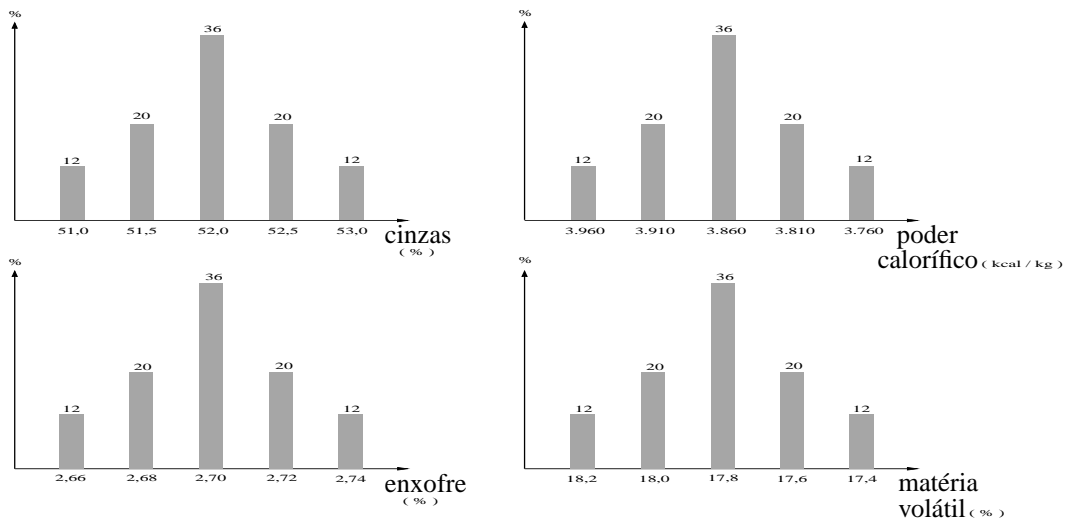 %
36
20
20
12
12
51,0 51,5 52,0 52,5 53,0
cinzas
( % )
%
36
20
20
12
12
3.960 3.910 3.860 3.810 3.760
poder
calorífico ( kcal / kg )
%
36
20
20
12
12
2,66 2,68 2,70 2,72 2,74
enxofre
( % )
%
36
20
20
12
12
18,2 18,0 17,8 17,6 17,4
matéria
volátil ( % )